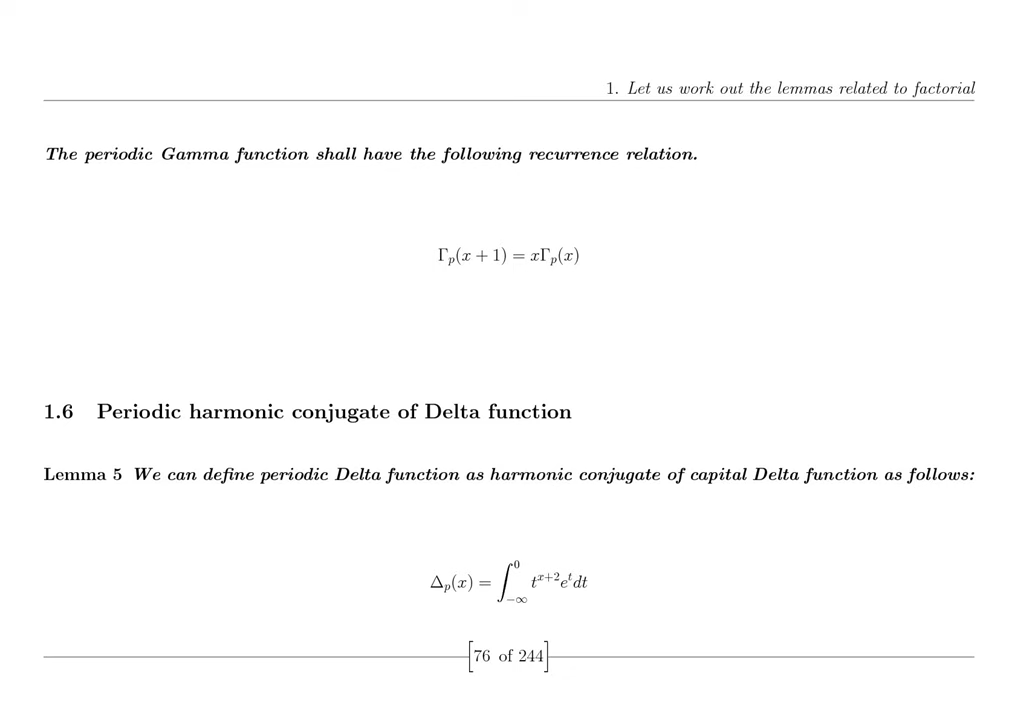 1. Let us work out the lemmas related to factorial
The periodic Gamma function shall have the following recurrence relation.
Γₚ(x + 1) = xΓₚ(x)
1.6 Periodic harmonic conjugate of Delta function
Lemma 5 We can define periodic Delta function as harmonic conjugate of capital Delta function as follows:
Δₚ(x) = ∫_{−∞}^{0} t^{x+2}e^{t}dt
[76 of 244]